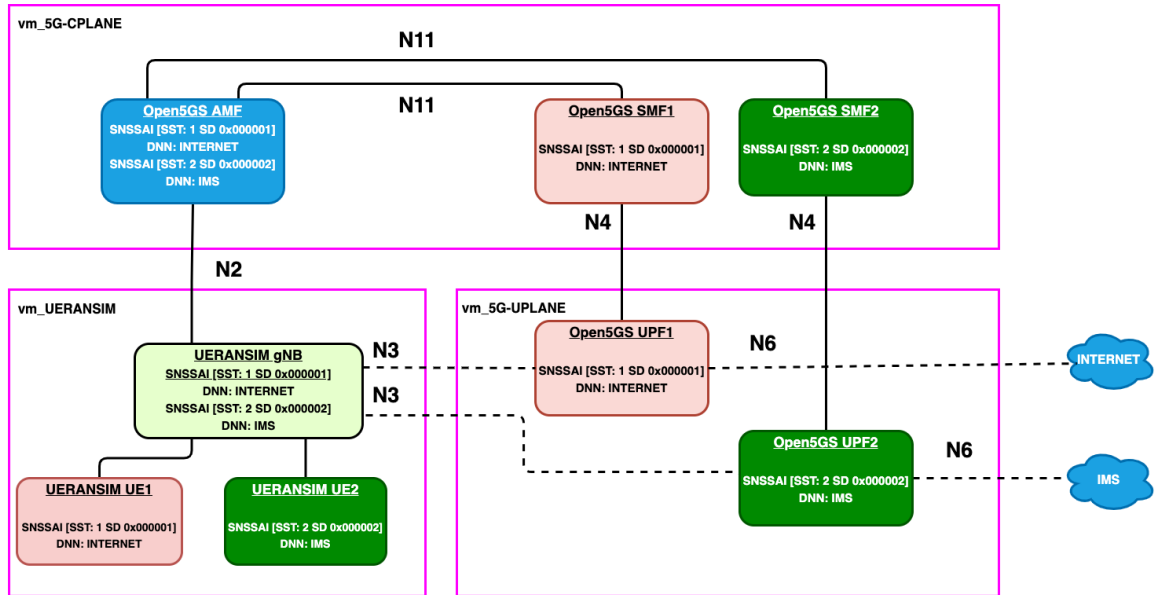 vm_5G-CPLANE
N11
N11
Open5GS AMF
SNSSAI [SST: 1 SD 0x000001]
DNN: INTERNET
SNSSAI [SST: 2 SD 0x000002]
DNN: IMS
Open5GS SMF1
SNSSAI [SST: 1 SD 0x000001]
DNN: INTERNET
Open5GS SMF2
SNSSAI [SST: 2 SD 0x000002]
DNN: IMS
N4
N4
N2
vm_UERANSIM
UERANSIM gNB
SNSSAI [SST: 1 SD 0x000001]
DNN: INTERNET
SNSSAI [SST: 2 SD 0x000002]
DNN: IMS
N3
N3
UERANSIM UE1
SNSSAI [SST: 1 SD 0x000001]
DNN: INTERNET
UERANSIM UE2
SNSSAI [SST: 2 SD 0x000002]
DNN: IMS
vm_5G-UPLANE
Open5GS UPF1
SNSSAI [SST: 1 SD 0x000001]
DNN: INTERNET
N6
INTERNET
Open5GS UPF2
SNSSAI [SST: 2 SD 0x000002]
DNN: IMS
N6
IMS